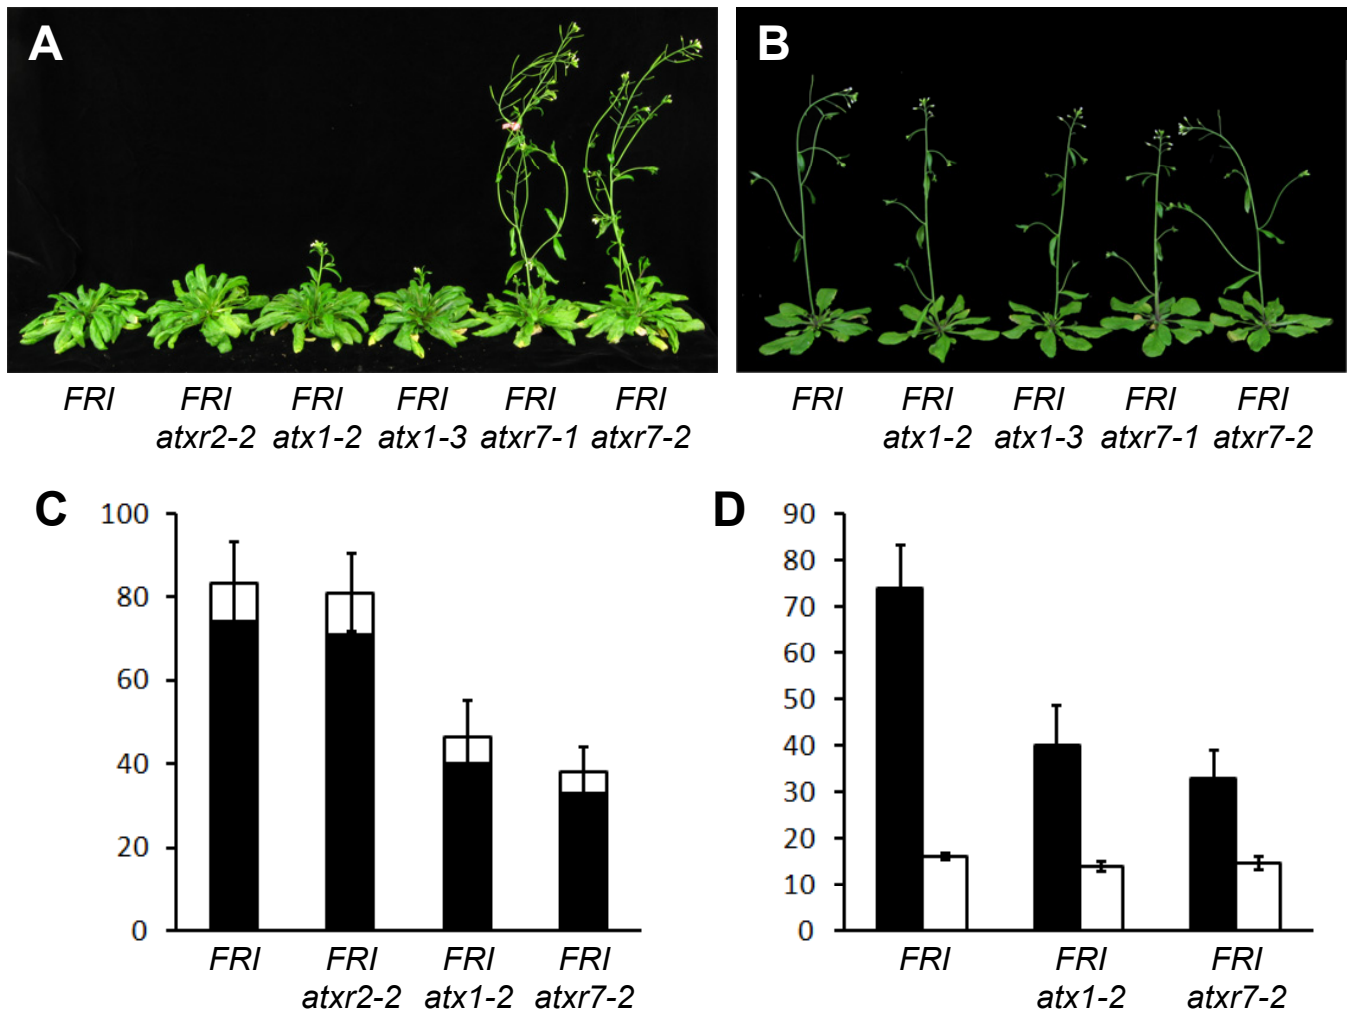 A
B
FRI FRI FRI FRI FRI FRI
atxr2-2 atx1-2 atx1-3 atxr7-1 atxr7-2
FRI FRI FRI FRI FRI
atx1-2 atx1-3 atxr7-1 atxr7-2
C
100
80
60
40
20
0
FRI FRI FRI FRI
atxr2-2 atx1-2 atxr7-2
D
90
80
70
60
50
40
30
20
10
0
FRI FRI FRI
atx1-2 atxr7-2